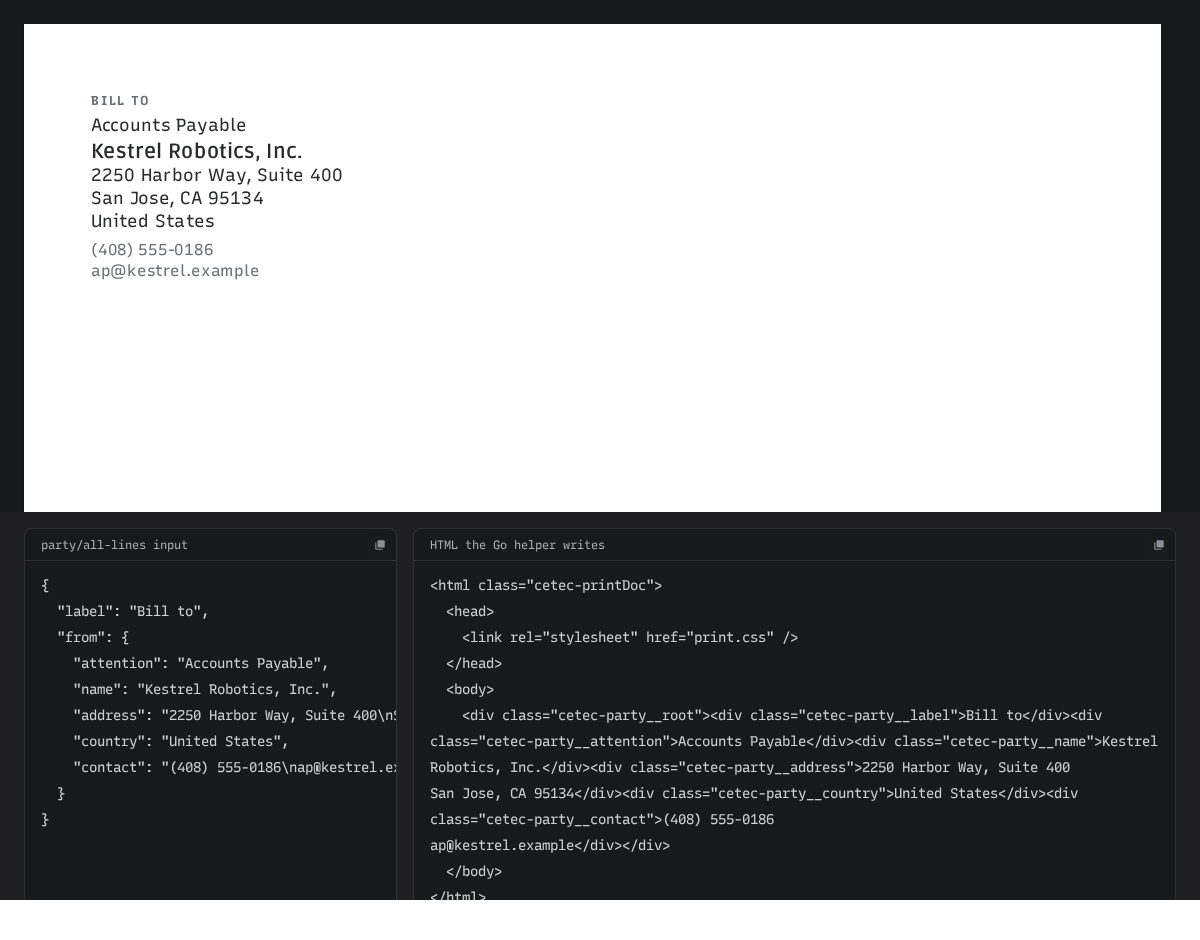 BILL TO
Accounts Payable
Kestrel Robotics, Inc.
2250 Harbor Way, Suite 400
San Jose, CA 95134
United States
(408) 555-0186
ap@kestrel.example
party/all-lines input
{
  "label": "Bill to",
  "from": {
    "attention": "Accounts Payable",
    "name": "Kestrel Robotics, Inc.",
    "address": "2250 Harbor Way, Suite 400\n
    "country": "United States",
    "contact": "(408) 555-0186\nap@kestrel.ex
  }
}
HTML the Go helper writes
<html class="cetec-printDoc">
  <head>
    <link rel="stylesheet" href="print.css" />
  </head>
  <body>
    <div class="cetec-party__root"><div class="cetec-party__label">Bill to</div><div
class="cetec-party__attention">Accounts Payable</div><div class="cetec-party__name">Kestrel
Robotics, Inc.</div><div class="cetec-party__address">2250 Harbor Way, Suite 400
San Jose, CA 95134</div><div class="cetec-party__country">United States</div><div
class="cetec-party__contact">(408) 555-0186
ap@kestrel.example</div></div>
  </body>
</html>